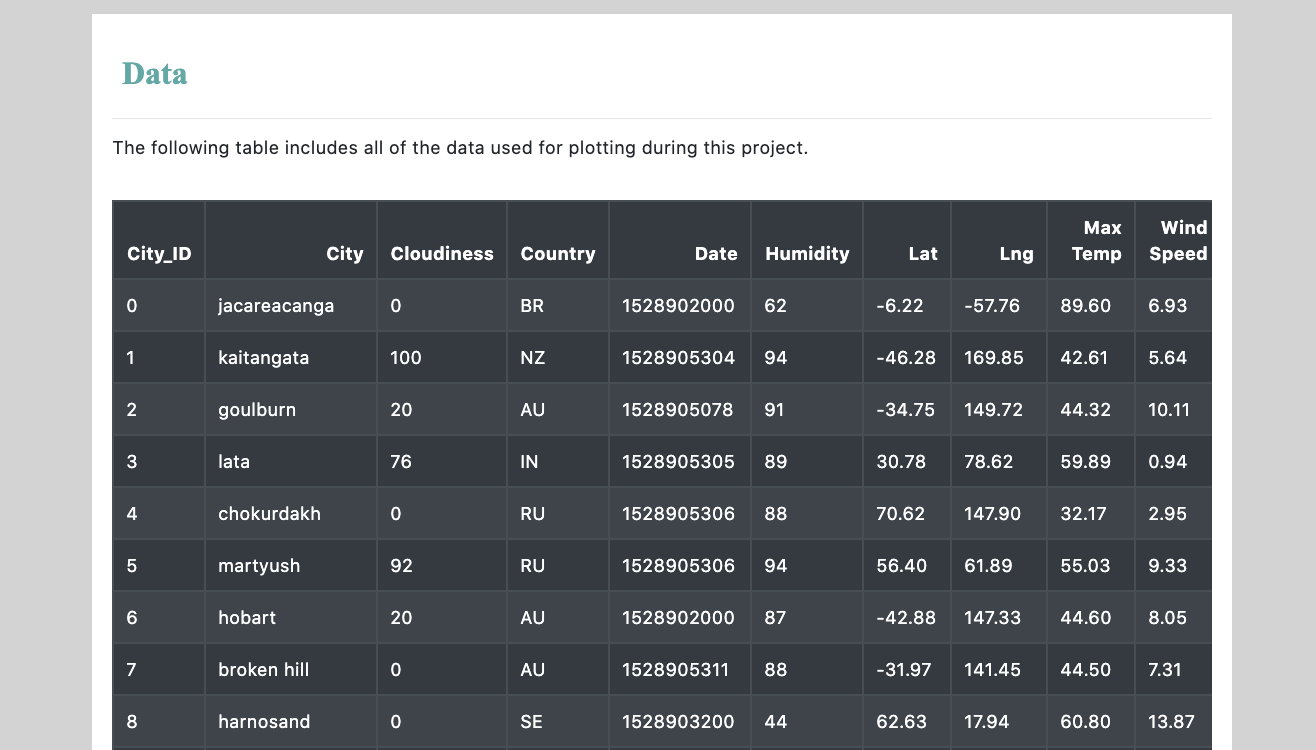 Data
The following table includes all of the data used for plotting during this project.
City_ID City Cloudiness Country Date Humidity Lat Lng Max Temp Wind Speed
0 jacareacanga 0 BR 1528902000 62 -6.22 -57.76 89.60 6.93
1 kaitangata 100 NZ 1528905304 94 -46.28 169.85 42.61 5.64
2 goulburn 20 AU 1528905078 91 -34.75 149.72 44.32 10.11
3 lata 76 IN 1528905305 89 30.78 78.62 59.89 0.94
4 chokurdakh 0 RU 1528905306 88 70.62 147.90 32.17 2.95
5 martyush 92 RU 1528905306 94 56.40 61.89 55.03 9.33
6 hobart 20 AU 1528902000 87 -42.88 147.33 44.60 8.05
7 broken hill 0 AU 1528905311 88 -31.97 141.45 44.50 7.31
8 harnosand 0 SE 1528903200 44 62.63 17.94 60.80 13.87